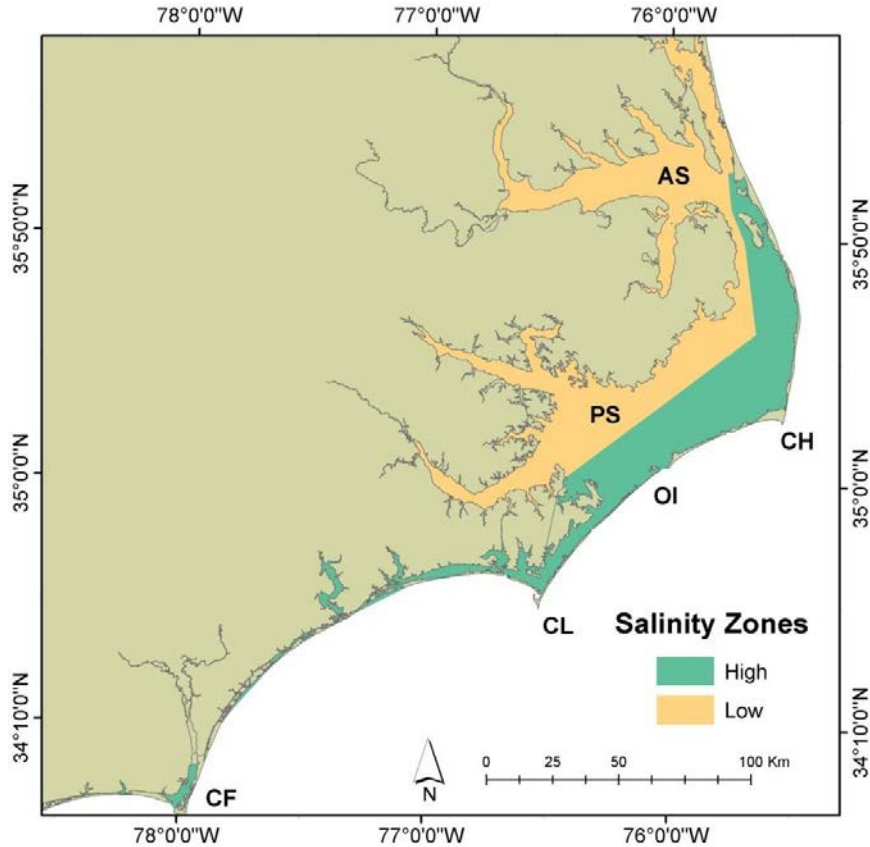 78°0'0"W 77°0'0"W 76°0'0"W
AS
35°50'0"N 35°50'0"N
PS
CH
35°0'0"N 35°0'0"N
OI
CL
Salinity Zones
High
Low
34°10'0"N 34°10'0"N
0 25 50 100 Km
N
CF
78°0'0"W 77°0'0"W 76°0'0"W